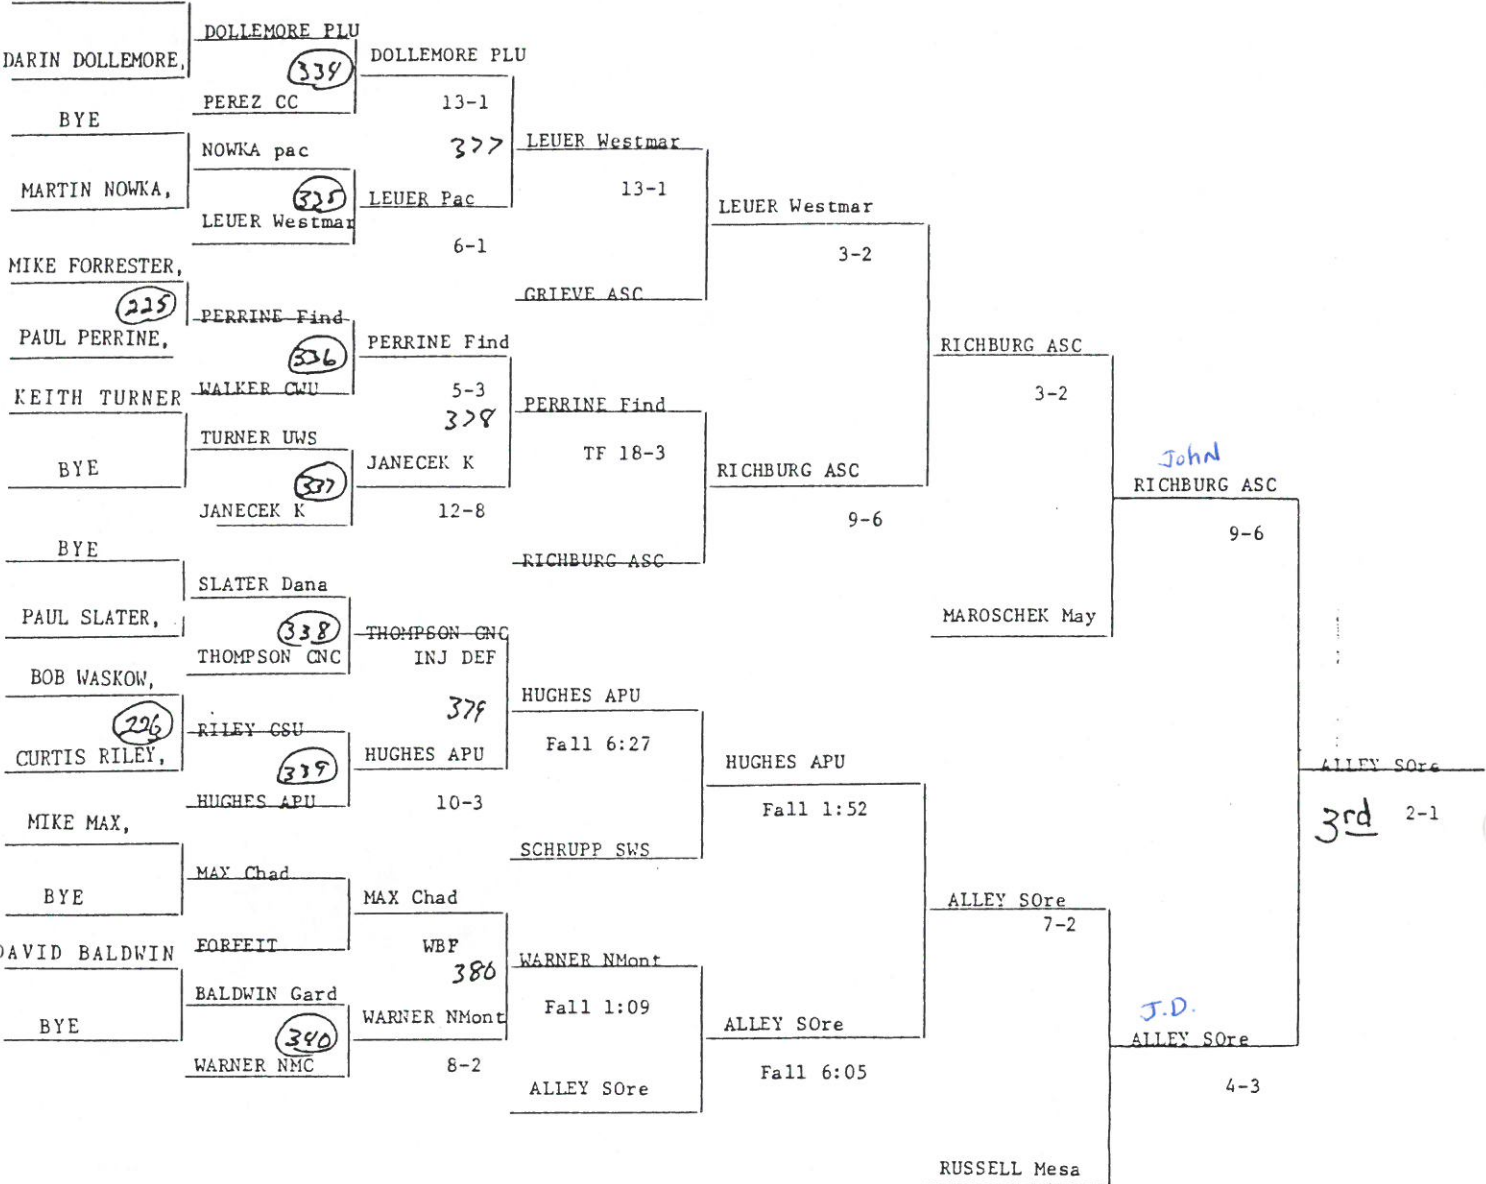 DARIN DOLLEMORE,
BYE
MARTIN NOWKA,
MIKE FORRESTER,
225
PAUL PERRINE,
KEITH TURNER
BYE
BYE
PAUL SLATER,
BOB WASKOW,
226
CURTIS RILEY,
MIKE MAX,
BYE
DAVID BALDWIN
BYE
DOLLEMORE PLU
334
PEREZ CC
NOWKA pac
335
LEUER Westmar
PERRINE Find
336
WALKER CWU
TURNER UWS
337
JANECEK K
SLATER Dana
338
THOMPSON CNC
RILEY CSU
339
HUGHES APU
MAX Chad
FORFEIT
BALDWIN Gard
340
WARNER NMC
DOLLEMORE PLU
13-1
377
LEUER Pac
6-1
PERRINE Find
5-3
378
JANECEK K
12-8
THOMPSON CNC
INJ DEF
379
HUGHES APU
10-3
MAX Chad
WBF
380
WARNER NMont
8-2
LEUER Westmar
13-1
GRIEVE ASC
PERRINE Find
TF 18-3
RICHBURG ASC
HUGHES APU
Fall 6:27
SCHRUPP SWS
WARNER NMont
Fall 1:09
ALLEY SOre
LEUER Westmar
3-2
RICHBURG ASC
9-6
HUGHES APU
Fall 1:52
ALLEY SOre
Fall 6:05
RICHBURG ASC
3-2
MAROSCHEK May
ALLEY SOre
7-2
RUSSELL Mesa
John
RICHBURG ASC
9-6
J.D.
ALLEY SOre
4-3
ALLEY SOre
3rd 2-1